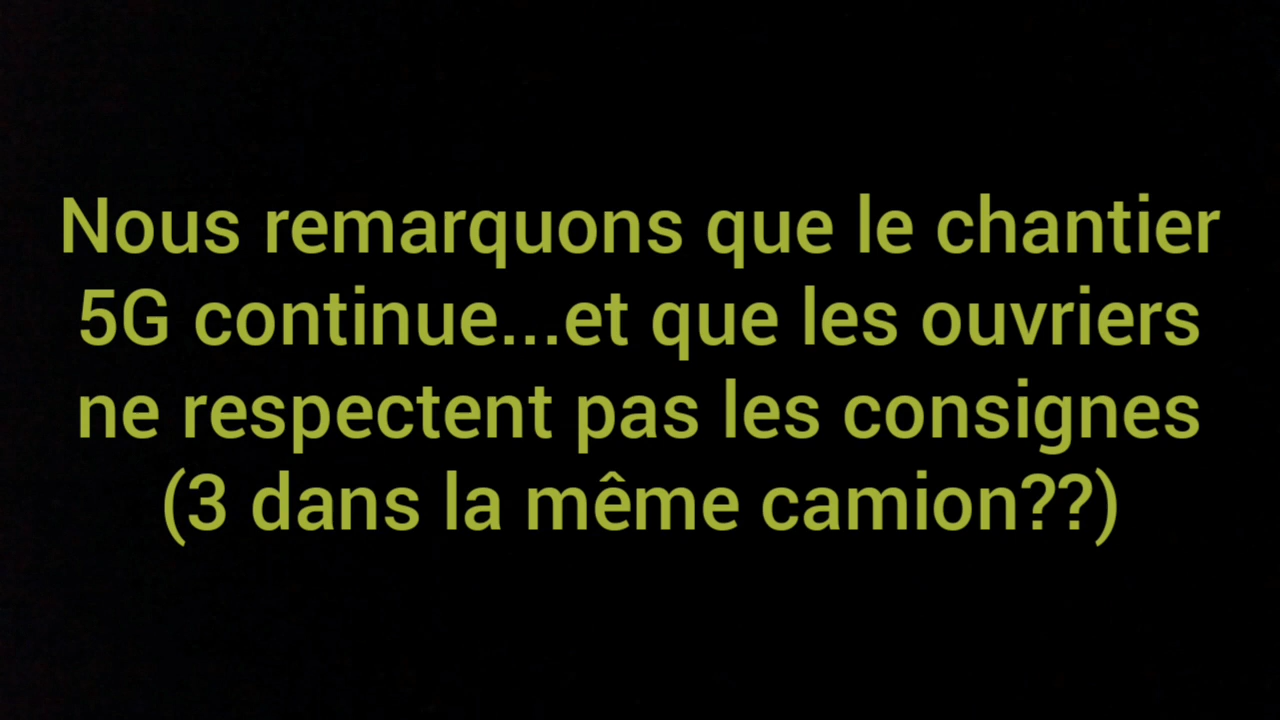 Nous remarquons que le chantier
5G continue...et que les ouvriers
ne respectent pas les consignes
(3 dans la même camion??)